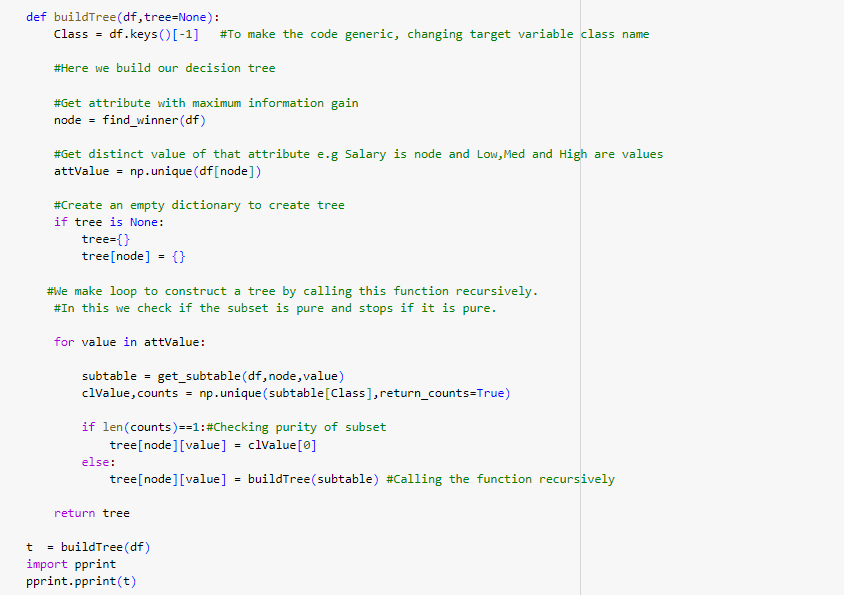 def buildTree(df,tree=None):
    Class = df.keys()[-1]   #To make the code generic, changing target variable class name
    #Here we build our decision tree
    #Get attribute with maximum information gain
    node = find_winner(df)
    #Get distinct value of that attribute e.g Salary is node and Low,Med and High are values
    attValue = np.unique(df[node])
    #Create an empty dictionary to create tree
    if tree is None:
        tree={}
        tree[node] = {}
   #We make loop to construct a tree by calling this function recursively.
    #In this we check if the subset is pure and stops if it is pure.
    for value in attValue:
        subtable = get_subtable(df,node,value)
        clValue,counts = np.unique(subtable[Class],return_counts=True)
        if len(counts)==1:#Checking purity of subset
            tree[node][value] = clValue[0]
        else:
            tree[node][value] = buildTree(subtable) #Calling the function recursively
    return tree
t  = buildTree(df)
import pprint
pprint.pprint(t)